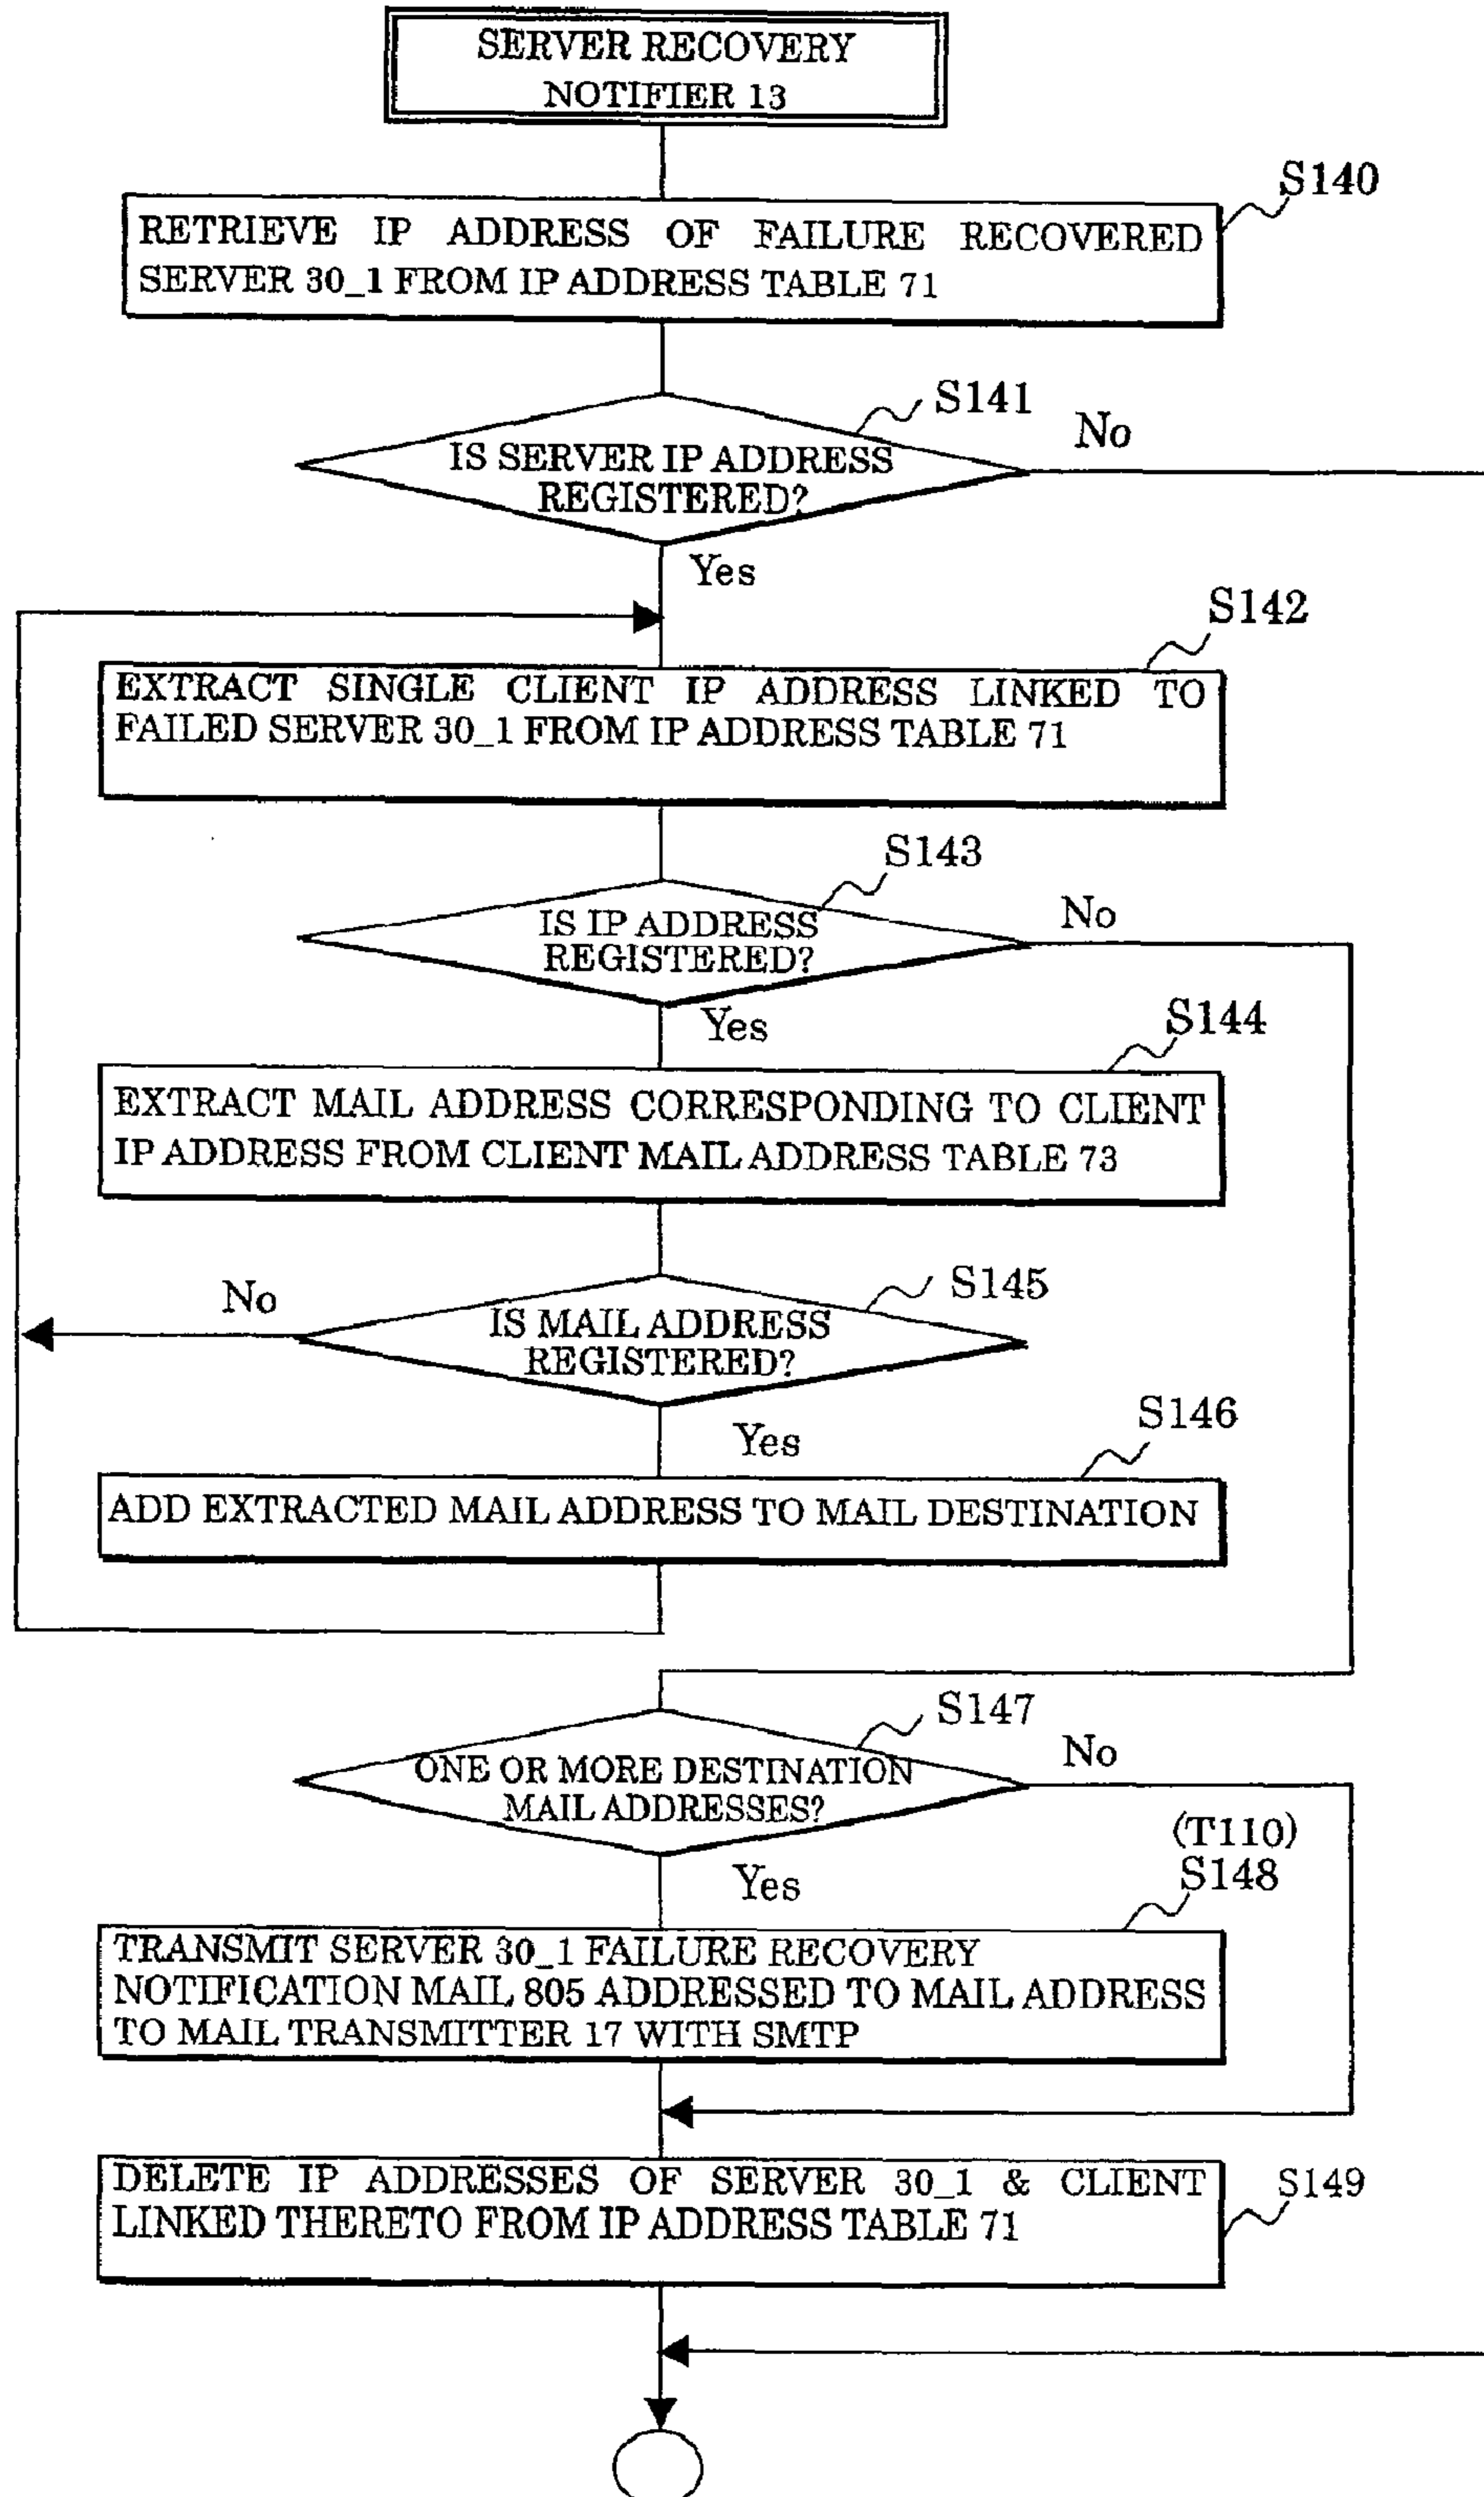 SERVER RECOVERY
NOTIFIER 13
S140
RETRIEVE IP ADDRESS OF FAILURE RECOVERED
SERVER 30_1 FROM IP ADDRESS TABLE 71
S141
No
IS SERVER IP ADDRESS
REGISTERED?
Yes
S142
EXTRACT SINGLE CLIENT IP ADDRESS LINKED TO
FAILED SERVER 30_1 FROM IP ADDRESS TABLE 71
S143
No
IS IP ADDRESS
REGISTERED?
Yes
S144
EXTRACT MAIL ADDRESS CORRESPONDING TO CLIENT
IP ADDRESS FROM CLIENT MAIL ADDRESS TABLE 73
No
S145
IS MAIL ADDRESS
REGISTERED?
Yes
S146
ADD EXTRACTED MAIL ADDRESS TO MAIL DESTINATION
S147
No
ONE OR MORE DESTINATION
MAIL ADDRESSES?
(T110)
S148
Yes
TRANSMIT SERVER 30_1 FAILURE RECOVERY
NOTIFICATION MAIL 805 ADDRESSED TO MAIL ADDRESS
TO MAIL TRANSMITTER 17 WITH SMTP
DELETE IP ADDRESSES OF SERVER 30_1 & CLIENT
LINKED THERETO FROM IP ADDRESS TABLE 71
S149